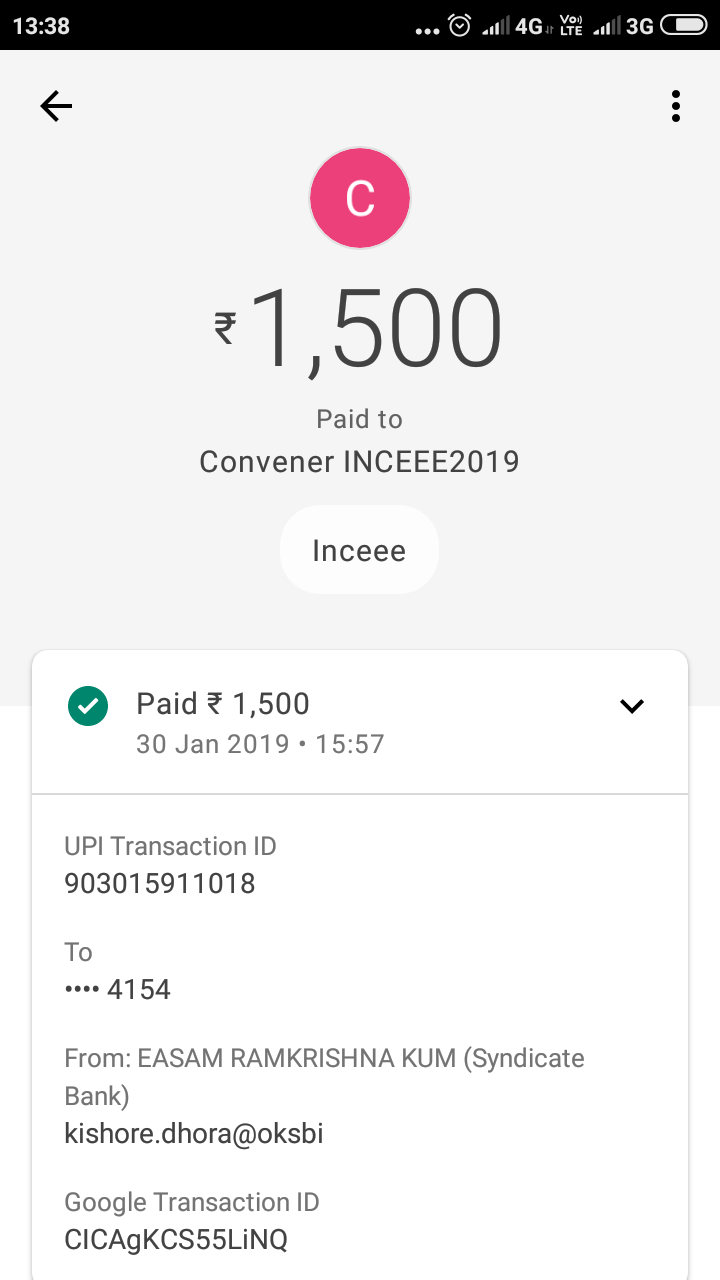 13:38
4G VoLTE 3G
C
₹1,500
Paid to
Convener INCEEE2019
Inceee
Paid ₹ 1,500
30 Jan 2019 • 15:57
UPI Transaction ID
903015911018
To
•••• 4154
From: EASAM RAMKRISHNA KUM (Syndicate
Bank)
kishore.dhora@oksbi
Google Transaction ID
CICAgKCS55LiNQ